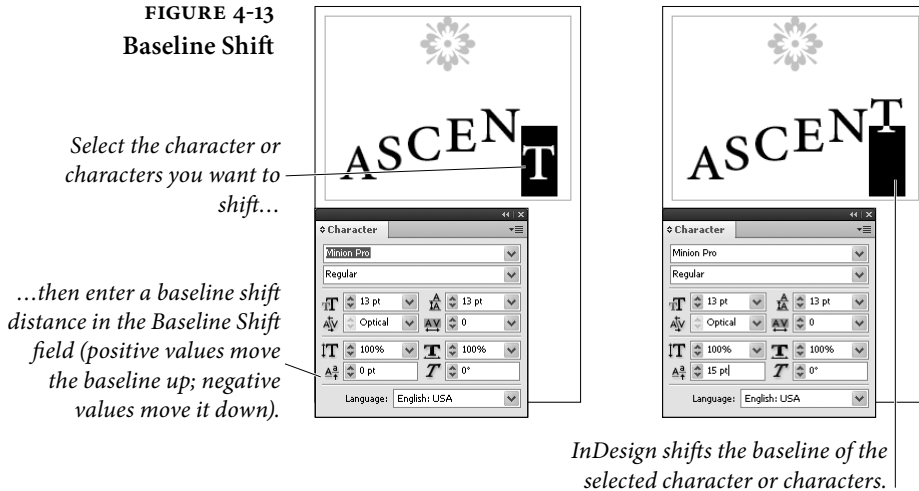 FIGURE 4-13
Baseline Shift
Select the character or
characters you want to
shift…
…then enter a baseline shift
distance in the Baseline Shift
field (positive values move
the baseline up; negative
values move it down).
ASCENT
Character
Minion Pro
Regular
13 pt 13 pt
Optical 0
100% 100%
0 pt 0°
Language: English: USA
ASCENT
Character
Minion Pro
Regular
13 pt 13 pt
Optical 0
100% 100%
15 pt 0°
Language: English: USA
InDesign shifts the baseline of the
selected character or characters.